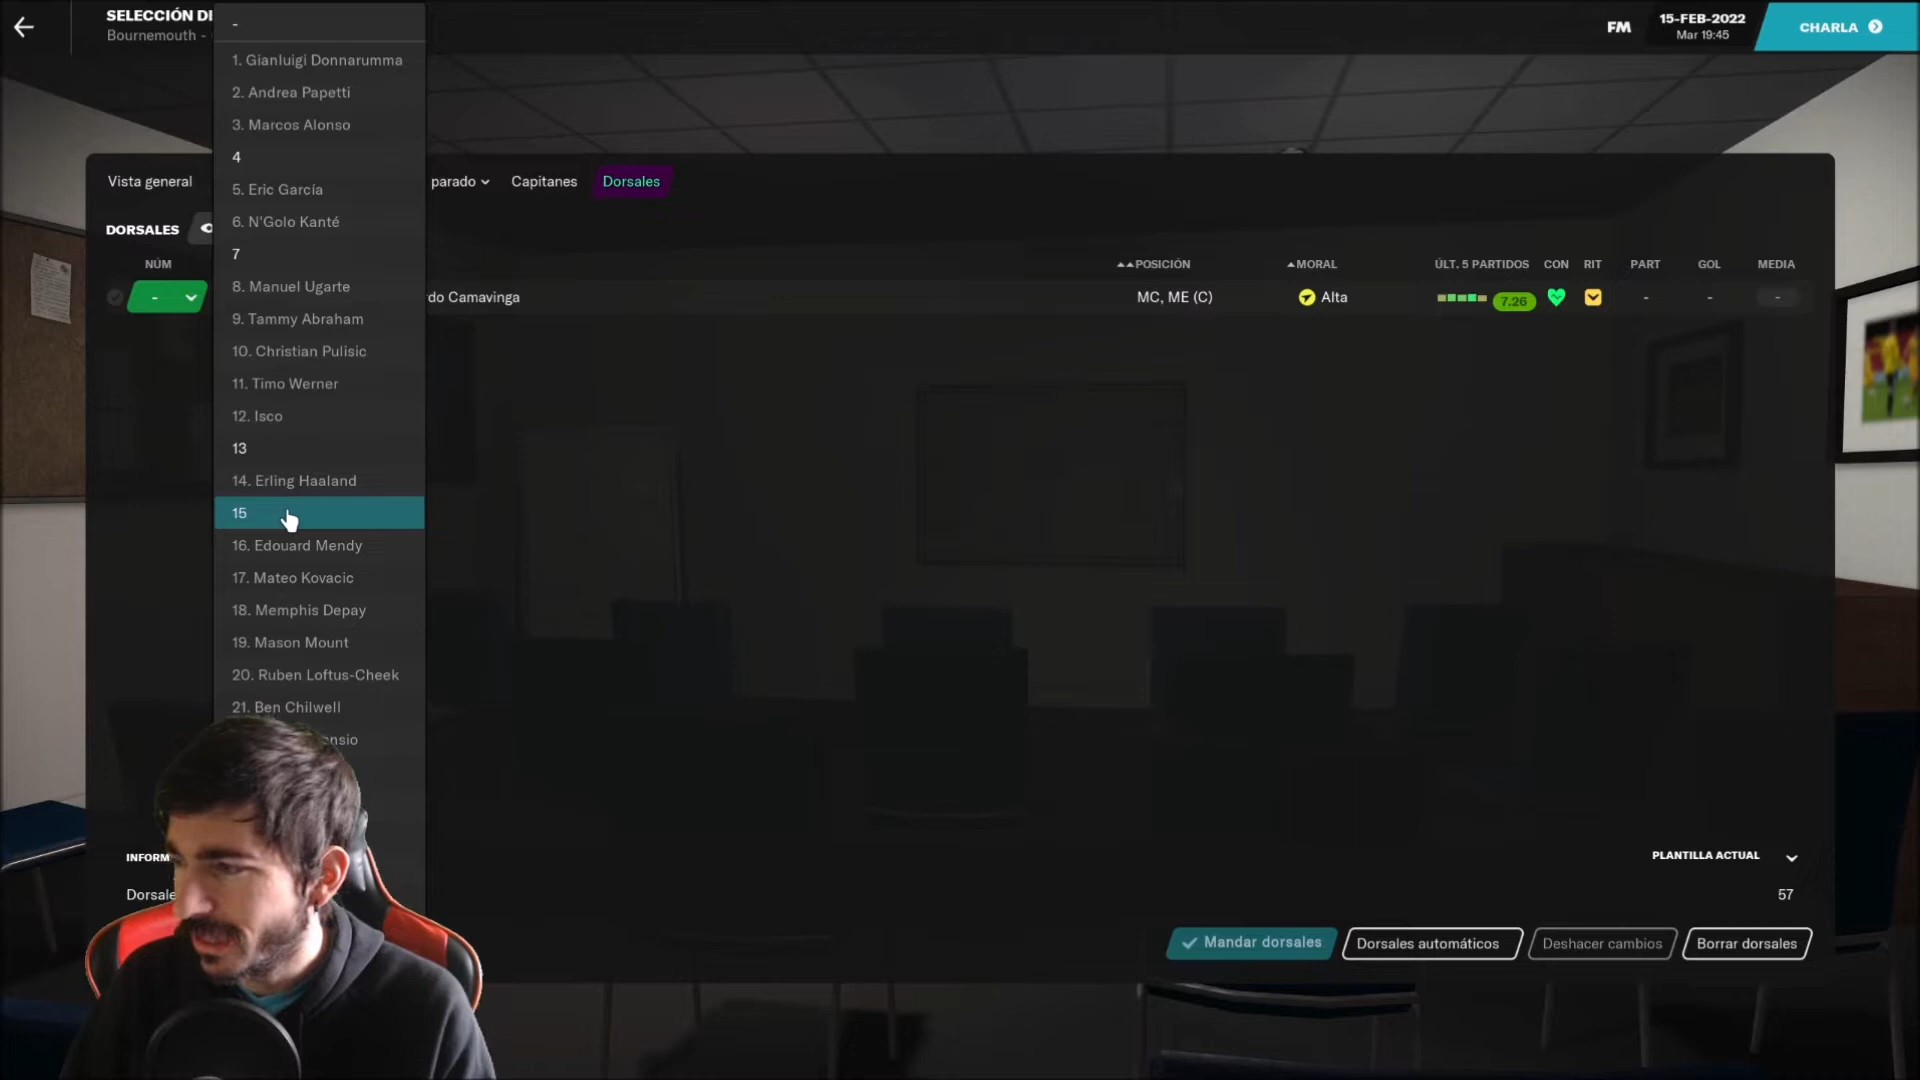 SELECCIÓN DE
Bournemouth -
FM
15-FEB-2022
Mar 19:45
CHARLA
-
1. Gianluigi Donnarumma
2. Andrea Papetti
3. Marcos Alonso
4
5. Eric García
6. N'Golo Kanté
7
8. Manuel Ugarte
9. Tammy Abraham
10. Christian Pulisic
11. Timo Werner
12. Isco
13
14. Erling Haaland
15
16. Edouard Mendy
17. Mateo Kovacic
18. Memphis Depay
19. Mason Mount
20. Ruben Loftus-Cheek
21. Ben Chilwell
Vista general
parado
Capitanes
Dorsales
DORSALES
NÚM
POSICIÓN
MORAL
ÚLT. 5 PARTIDOS
CON
RIT
PART
GOL
MEDIA
-
do Camavinga
MC, ME (C)
Alta
7.26
-
-
-
INFORM
Dorsale
PLANTILLA ACTUAL
57
Mandar dorsales
Dorsales automáticos
Deshacer cambios
Borrar dorsales